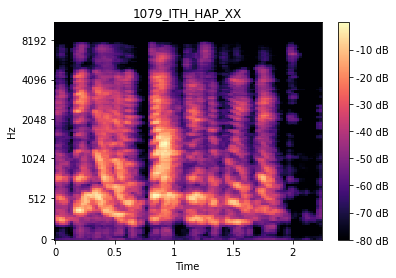 1079_ITH_HAP_XX
8192
4096
2048
1024
512
0
Hz
0
0.5
1
1.5
2
Time
-10 dB
-20 dB
-30 dB
-40 dB
-50 dB
-60 dB
-70 dB
-80 dB